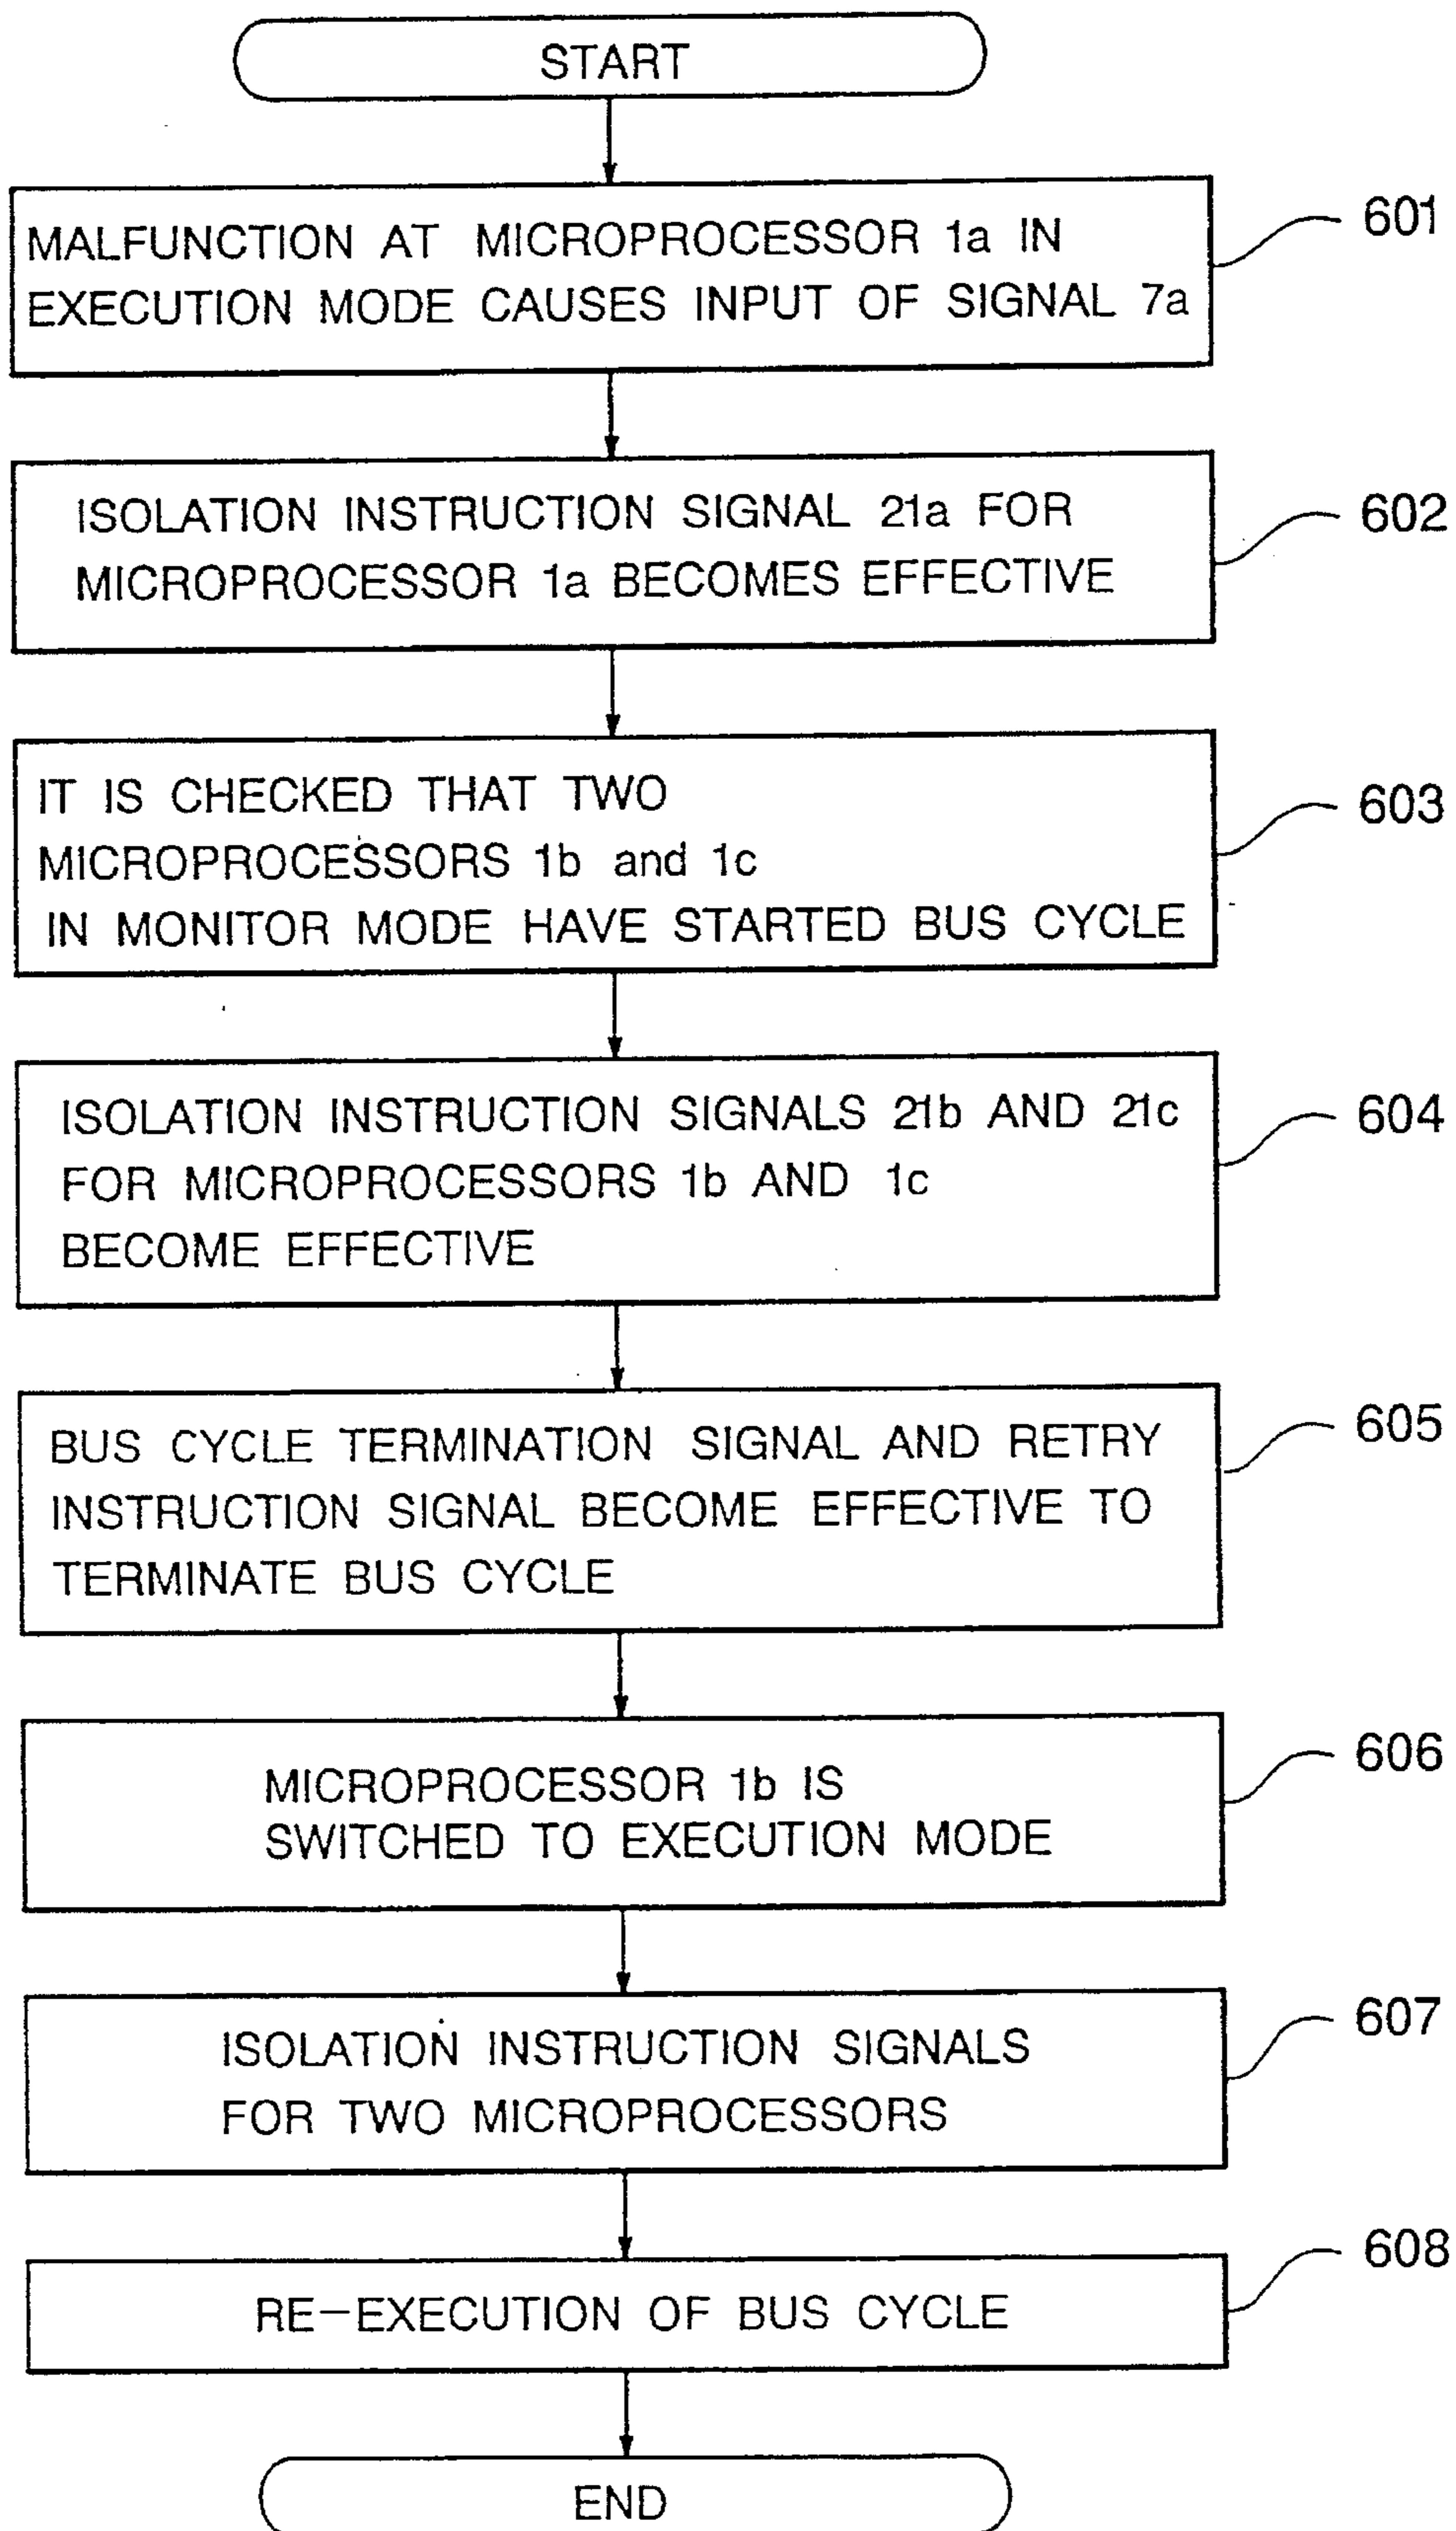 START
MALFUNCTION AT MICROPROCESSOR 1a IN
EXECUTION MODE CAUSES INPUT OF SIGNAL 7a
601
ISOLATION INSTRUCTION SIGNAL 21a FOR
MICROPROCESSOR 1a BECOMES EFFECTIVE
602
IT IS CHECKED THAT TWO
MICROPROCESSORS 1b and 1c
IN MONITOR MODE HAVE STARTED BUS CYCLE
603
ISOLATION INSTRUCTION SIGNALS 21b AND 21c
FOR MICROPROCESSORS 1b AND 1c
BECOME EFFECTIVE
604
BUS CYCLE TERMINATION SIGNAL AND RETRY
INSTRUCTION SIGNAL BECOME EFFECTIVE TO
TERMINATE BUS CYCLE
605
MICROPROCESSOR 1b IS
SWITCHED TO EXECUTION MODE
606
ISOLATION INSTRUCTION SIGNALS
FOR TWO MICROPROCESSORS
607
RE-EXECUTION OF BUS CYCLE
608
END